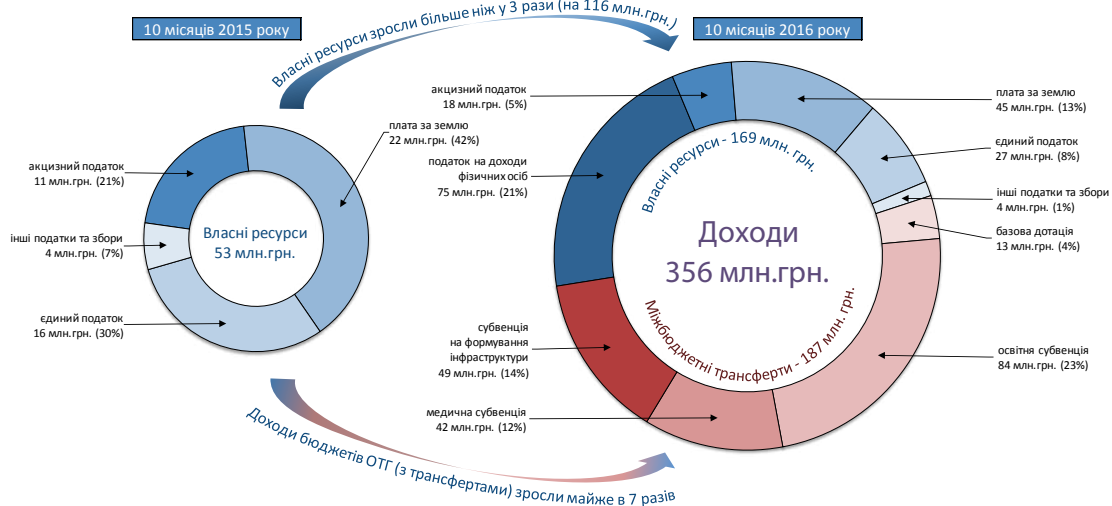 10 місяців 2015 року
Власні ресурси зросли більше ніж у 3 рази (на 116 млн.грн.)
10 місяців 2016 року
плата за землю
22 млн.грн. (42%)
акцизний податок
11 млн.грн. (21%)
інші податки та збори
4 млн.грн. (7%)
єдиний податок
16 млн.грн. (30%)
Власні ресурси
53 млн.грн.
акцизний податок
18 млн.грн. (5%)
податок на доходи
фізичних осіб
75 млн.грн. (21%)
субвенція
на формування
інфраструктури
49 млн.грн. (14%)
медична субвенція
42 млн.грн. (12%)
Власні ресурси - 169 млн. грн.
Доходи
356 млн.грн.
Міжбюджетні трансферти - 187 млн. грн.
плата за землю
45 млн.грн. (13%)
єдиний податок
27 млн.грн. (8%)
інші податки та збори
4 млн.грн. (1%)
базова дотація
13 млн.грн. (4%)
освітня субвенція
84 млн.грн. (23%)
Доходи бюджетів ОТГ (з трансфертами) зросли майже в 7 разів